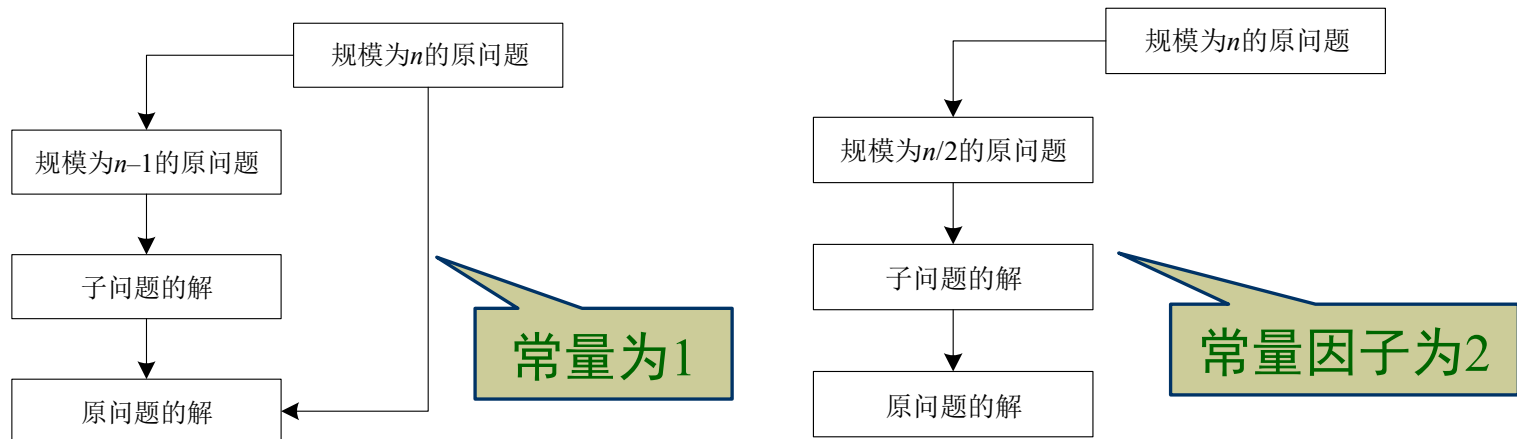 规模为n的原问题
规模为n–1的原问题
子问题的解
原问题的解
常量为1
规模为n的原问题
规模为n/2的原问题
子问题的解
原问题的解
常量因子为2